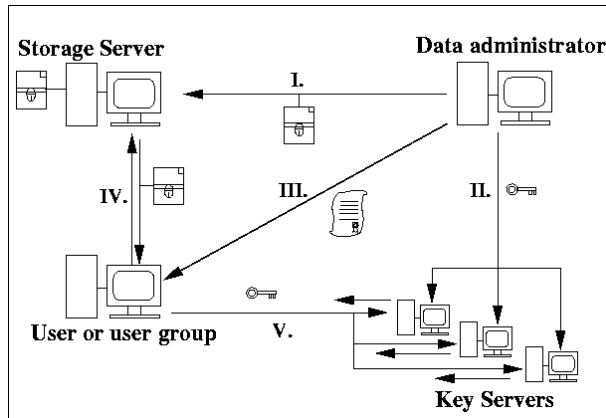 Storage Server
Data administrator
I.
II.
III.
IV.
User or user group
V.
Key Servers